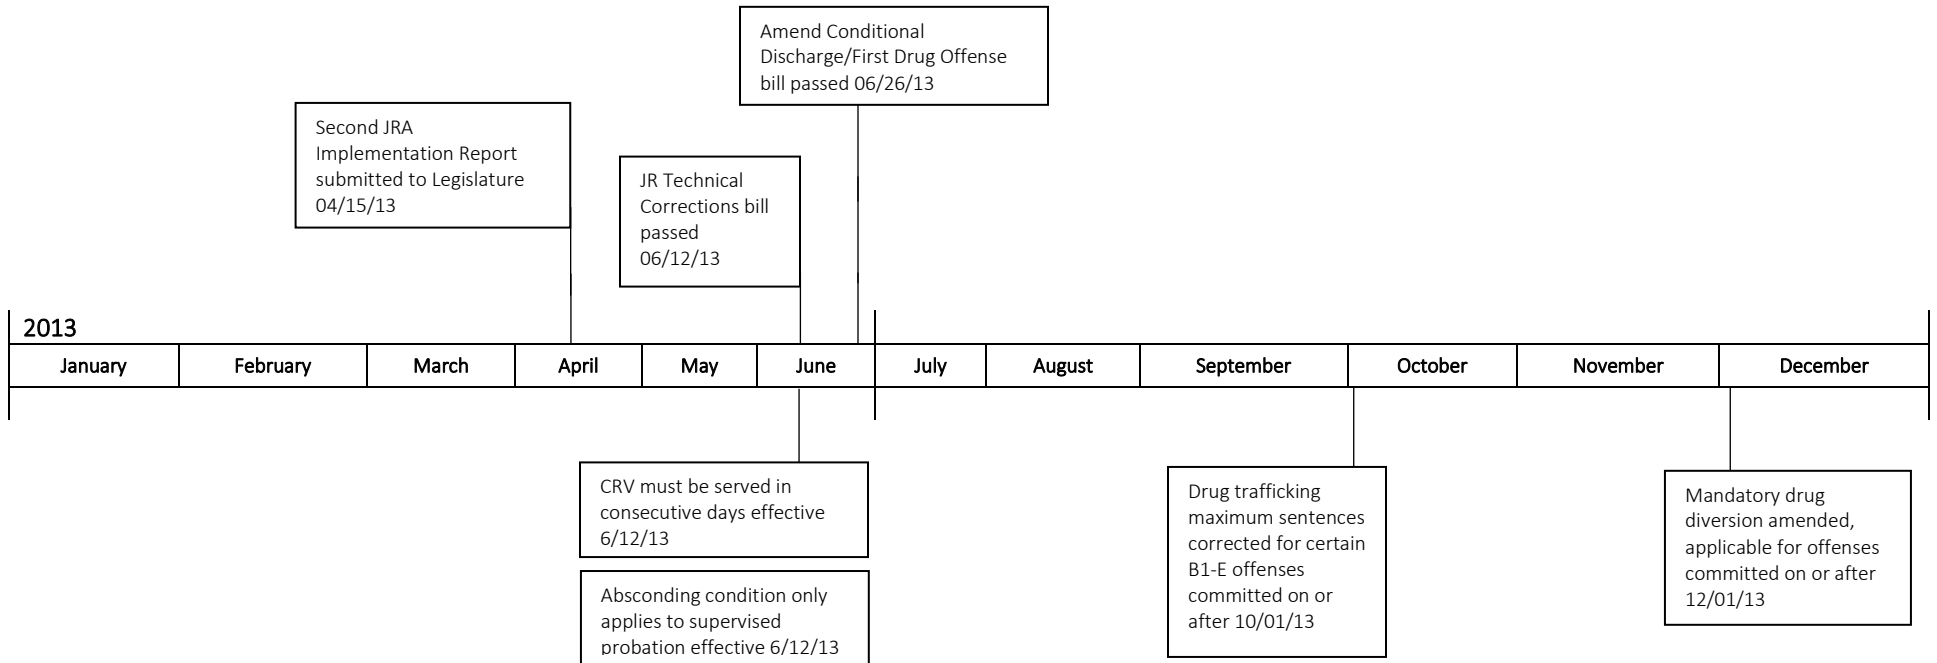 Amend Conditional
Discharge/First Drug Offense
bill passed 06/26/13
Second JRA
Implementation Report
submitted to Legislature
04/15/13
JR Technical
Corrections bill
passed
06/12/13
2013
January February March April May June July August September October November December
CRV must be served in
consecutive days effective
6/12/13
Absconding condition only
applies to supervised
probation effective 6/12/13
Drug trafficking
maximum sentences
corrected for certain
B1-E offenses
committed on or
after 10/01/13
Mandatory drug
diversion amended,
applicable for offenses
committed on or after
12/01/13